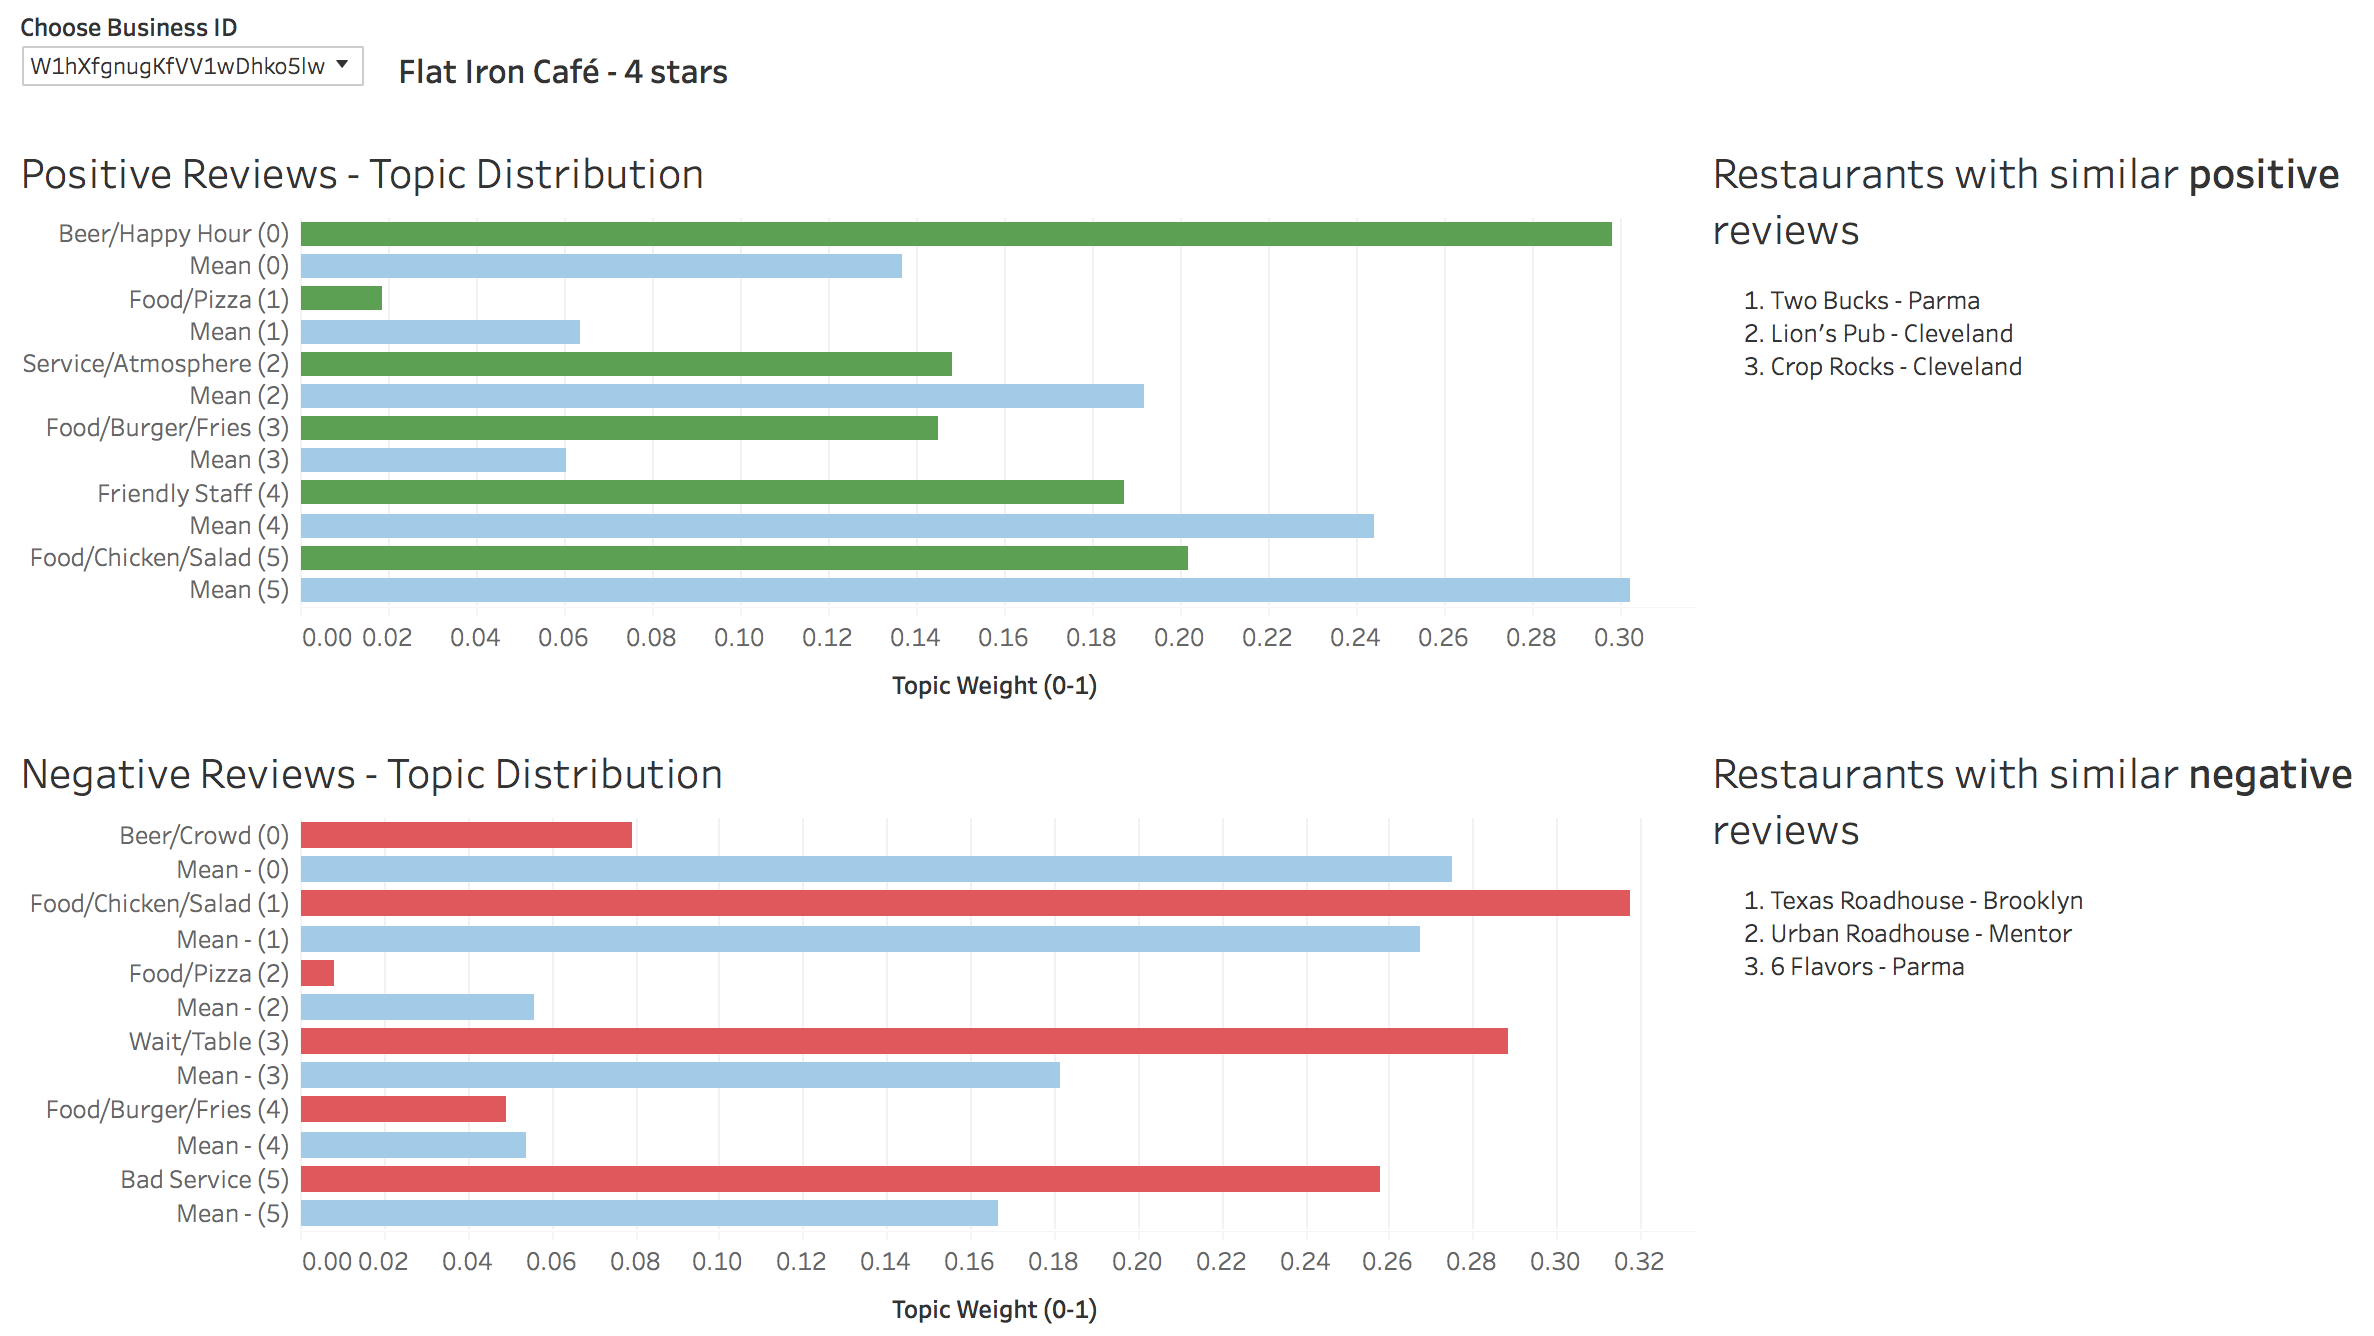 Choose Business ID
W1hXfgnugKfVV1wDhko5lw
Flat Iron Café - 4 stars
Positive Reviews - Topic Distribution
Beer/Happy Hour (0)
Mean (0)
Food/Pizza (1)
Mean (1)
Service/Atmosphere (2)
Mean (2)
Food/Burger/Fries (3)
Mean (3)
Friendly Staff (4)
Mean (4)
Food/Chicken/Salad (5)
Mean (5)
0.00 0.02 0.04 0.06 0.08 0.10 0.12 0.14 0.16 0.18 0.20 0.22 0.24 0.26 0.28 0.30
Topic Weight (0-1)
Restaurants with similar positive
reviews
1. Two Bucks - Parma
2. Lion's Pub - Cleveland
3. Crop Rocks - Cleveland
Negative Reviews - Topic Distribution
Beer/Crowd (0)
Mean - (0)
Food/Chicken/Salad (1)
Mean - (1)
Food/Pizza (2)
Mean - (2)
Wait/Table (3)
Mean - (3)
Food/Burger/Fries (4)
Mean - (4)
Bad Service (5)
Mean - (5)
0.00 0.02 0.04 0.06 0.08 0.10 0.12 0.14 0.16 0.18 0.20 0.22 0.24 0.26 0.28 0.30 0.32
Topic Weight (0-1)
Restaurants with similar negative
reviews
1. Texas Roadhouse - Brooklyn
2. Urban Roadhouse - Mentor
3. 6 Flavors - Parma